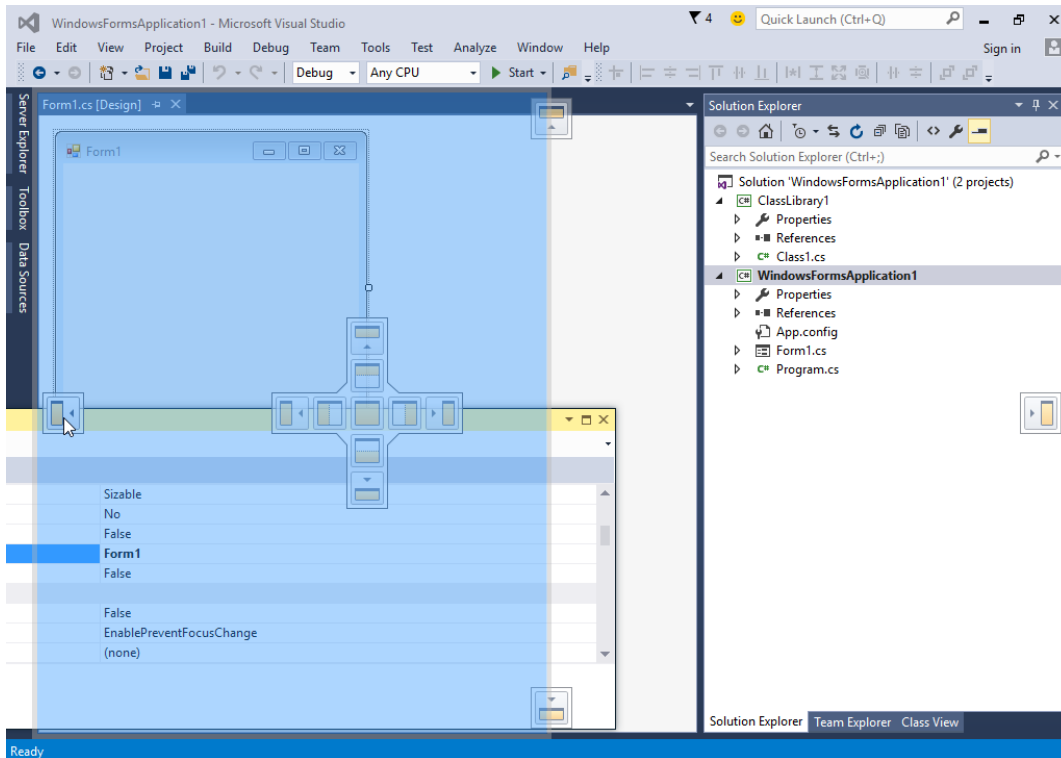 WindowsFormsApplication1 - Microsoft Visual Studio
4
Quick Launch (Ctrl+Q)
File Edit View Project Build Debug Team Tools Test Analyze Window Help
Sign in
Debug Any CPU Start
Server Explorer
Toolbox
Data Sources
Form1.cs [Design]
Form1
Sizable
No
False
Form1
False
False
EnablePreventFocusChange
(none)
Solution Explorer
Search Solution Explorer (Ctrl+;)
Solution 'WindowsFormsApplication1' (2 projects)
C# ClassLibrary1
Properties
References
C# Class1.cs
C# WindowsFormsApplication1
Properties
References
App.config
Form1.cs
C# Program.cs
Solution Explorer Team Explorer Class View
Ready